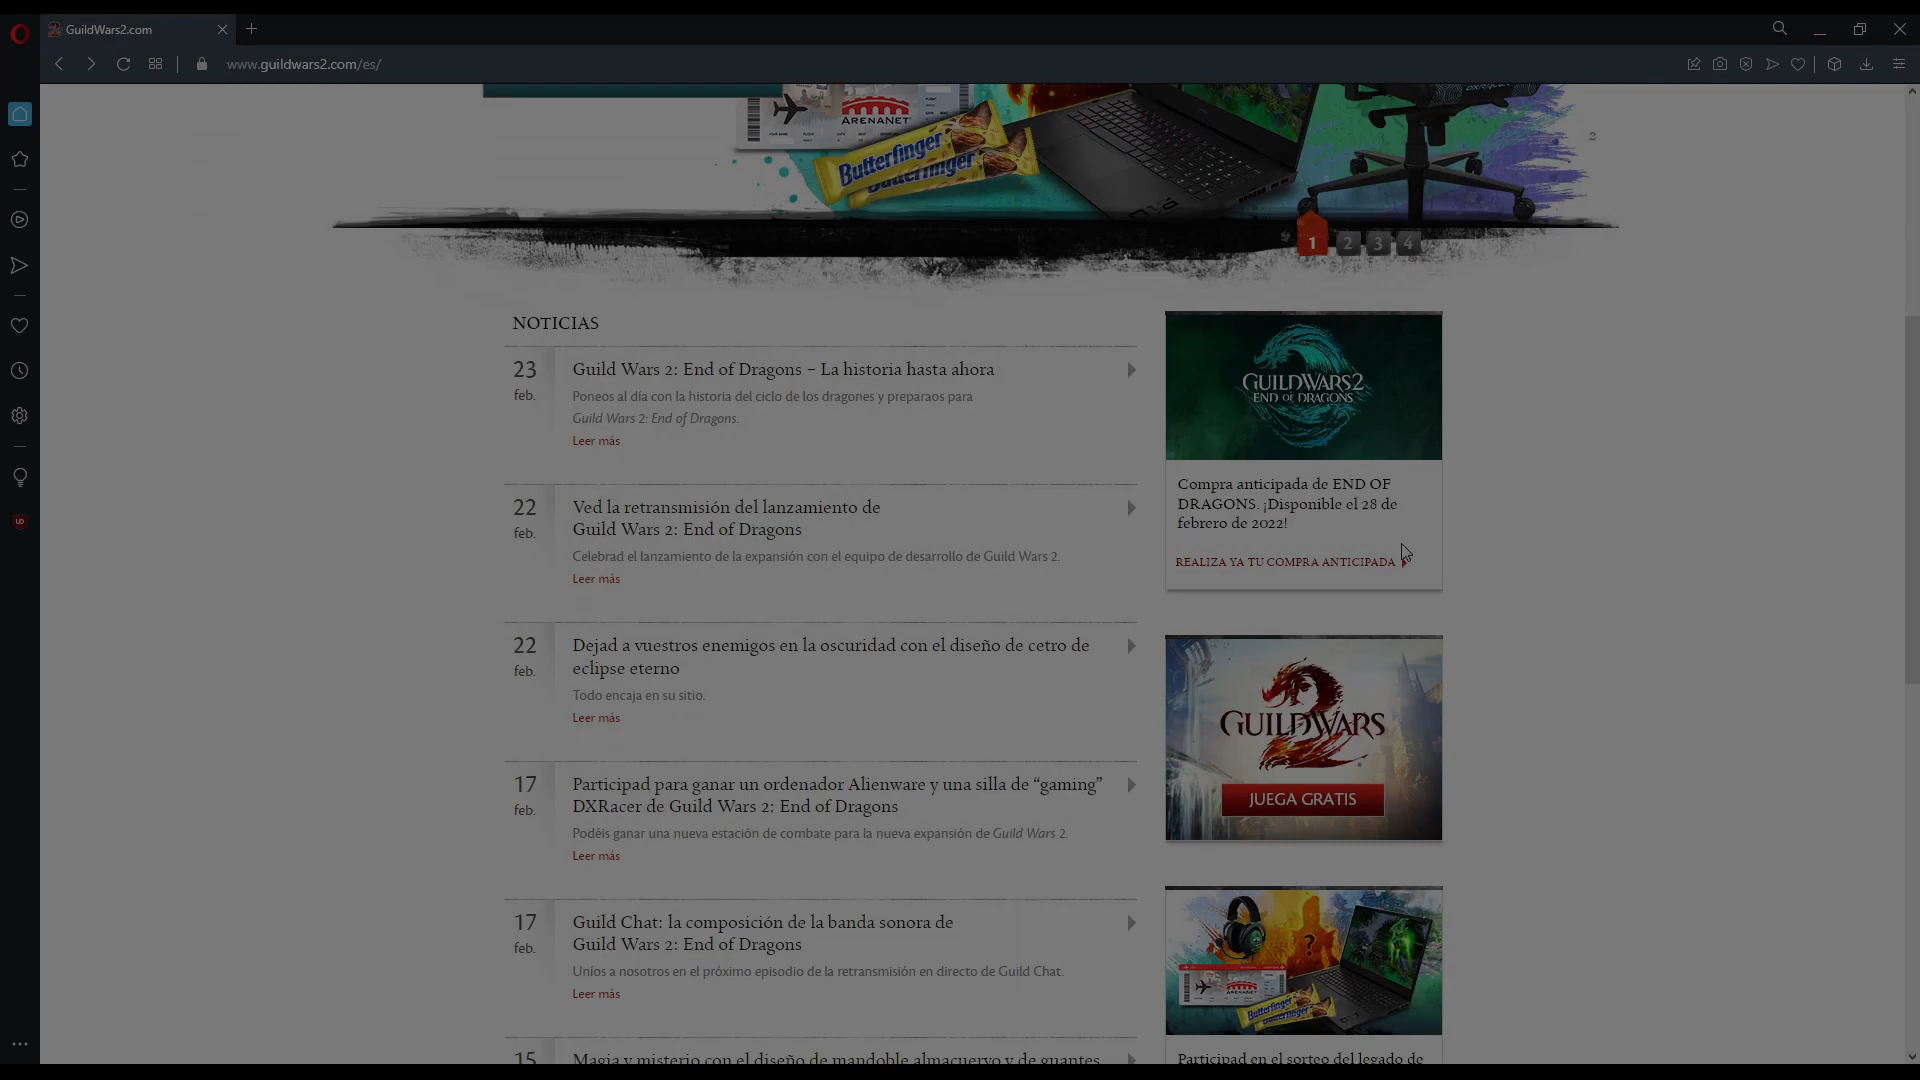 GuildWars2.com
www.guildwars2.com/es/
ARENANET
Butterfinger
Butterfinger
DXRACER
2
1 2 3 4
NOTICIAS
23
feb.
Guild Wars 2: End of Dragons – La historia hasta ahora
Poneos al día con la historia del ciclo de los dragones y preparaos para
Guild Wars 2: End of Dragons.
Leer más
22
feb.
Ved la retransmisión del lanzamiento de
Guild Wars 2: End of Dragons
Celebrad el lanzamiento de la expansión con el equipo de desarrollo de Guild Wars 2.
Leer más
22
feb.
Dejad a vuestros enemigos en la oscuridad con el diseño de cetro de
eclipse eterno
Todo encaja en su sitio.
Leer más
17
feb.
Participad para ganar un ordenador Alienware y una silla de “gaming”
DXRacer de Guild Wars 2: End of Dragons
Podéis ganar una nueva estación de combate para la nueva expansión de Guild Wars 2.
Leer más
17
feb.
Guild Chat: la composición de la banda sonora de
Guild Wars 2: End of Dragons
Uníos a nosotros en el próximo episodio de la retransmisión en directo de Guild Chat.
Leer más
15
Magia y misterio con el diseño de mandoble almacuervo y de guantes
GUILDWARS2
END OF DRAGONS
Compra anticipada de END OF
DRAGONS. ¡Disponible el 28 de
febrero de 2022!
REALIZA YA TU COMPRA ANTICIPADA
GUILDWARS
2
JUEGA GRATIS
?
ARENANET
Butterfinger
Butterfinger
Participad en el sorteo del legado de